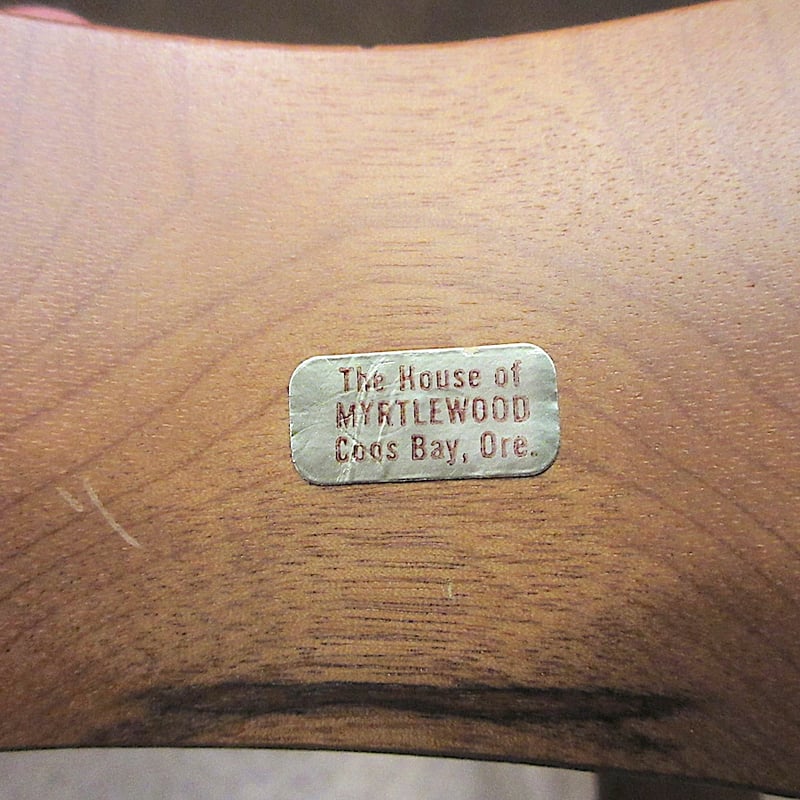 The House of
MYRTLEWOOD
Coos Bay, Ore.